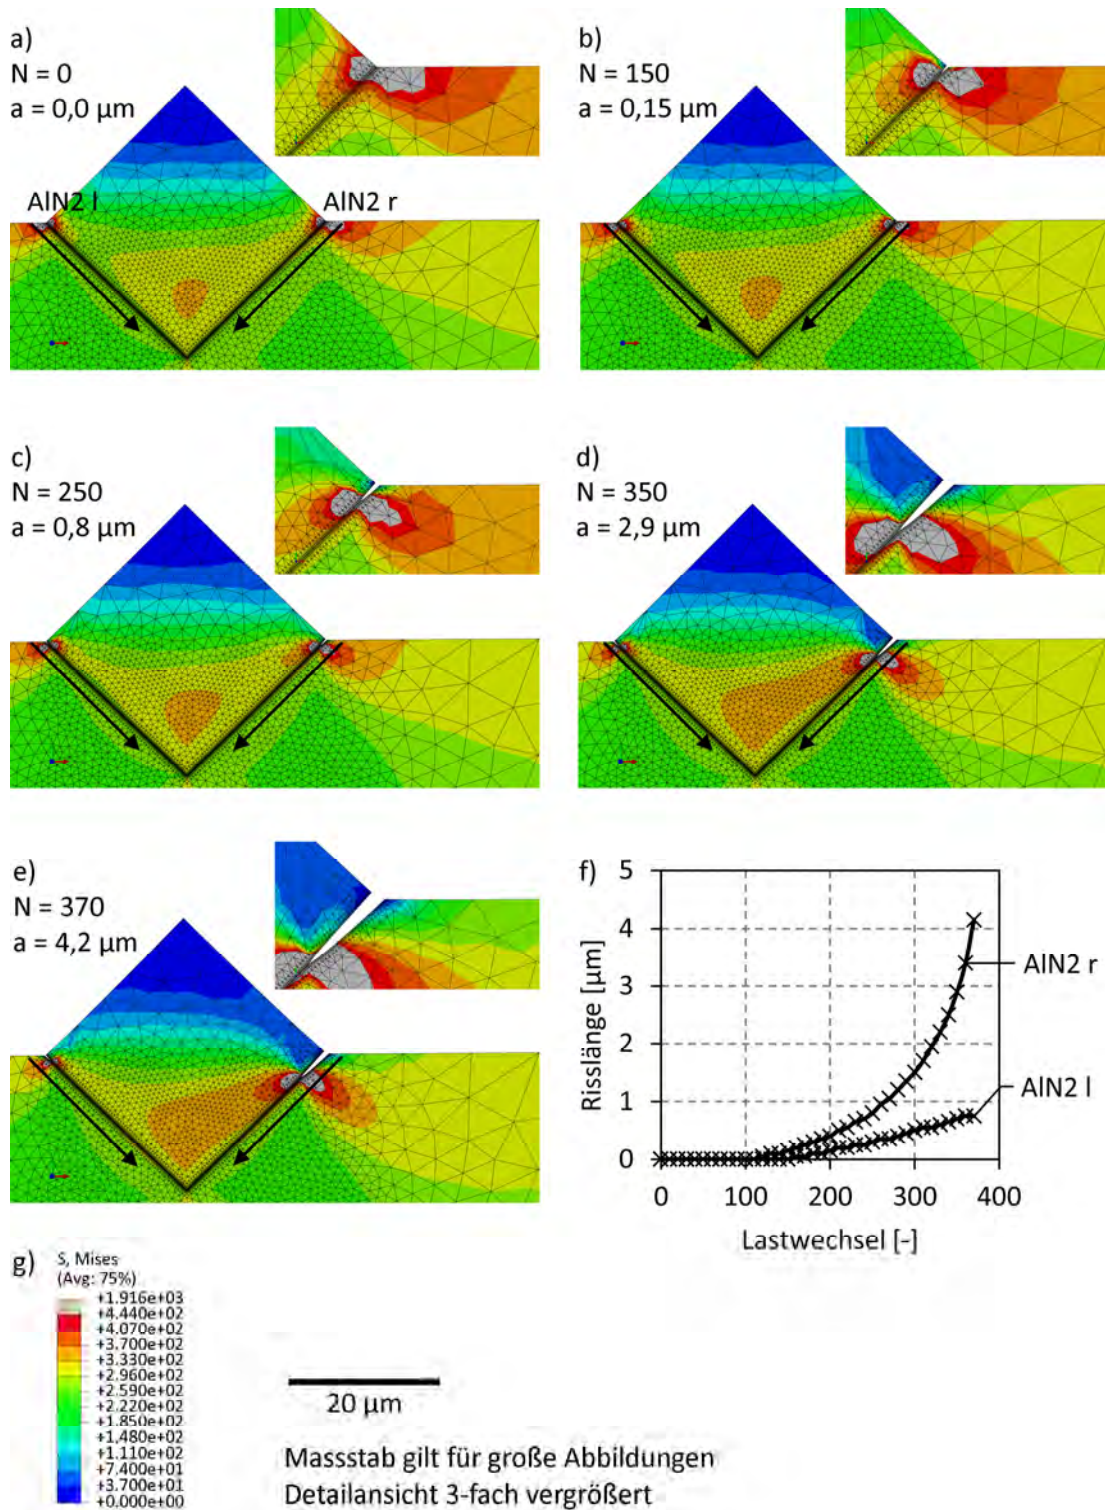 a)
N = 0
a = 0,0 µm
AlN2 l
AlN2 r
b)
N = 150
a = 0,15 µm
c)
N = 250
a = 0,8 µm
d)
N = 350
a = 2,9 µm
e)
N = 370
a = 4,2 µm
f)
Risslänge [µm]
5
4
3
2
1
0
0
100
200
300
400
Lastwechsel [-]
AlN2 r
AlN2 l
g)
S, Mises
(Avg: 75%)
+1.916e+03
+4.440e+02
+4.070e+02
+3.700e+02
+3.330e+02
+2.960e+02
+2.590e+02
+2.220e+02
+1.850e+02
+1.480e+02
+1.110e+02
+7.400e+01
+3.700e+01
+0.000e+00
20 µm
Massstab gilt für große Abbildungen
Detailansicht 3-fach vergrößert